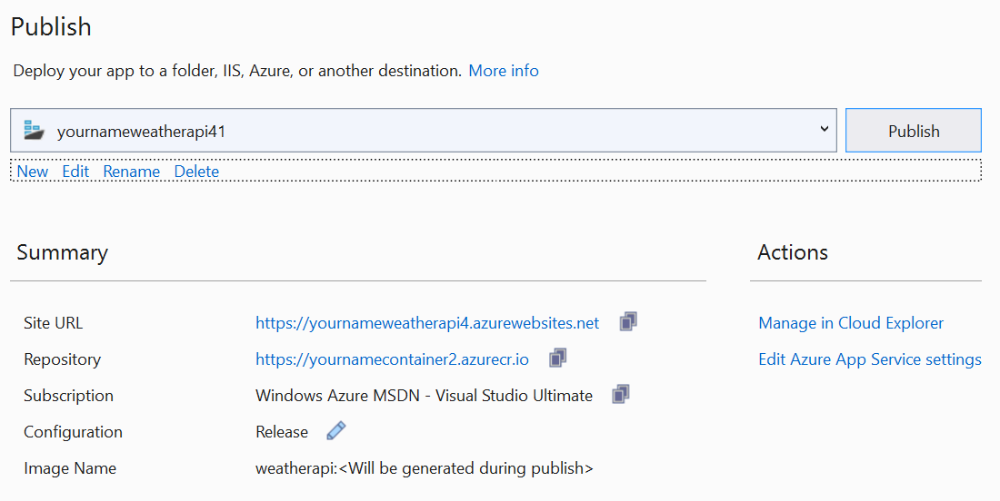 Publish
Deploy your app to a folder, IIS, Azure, or another destination. More info
yournameweatherapi41
Publish
New Edit Rename Delete
Summary
Site URL https://yournameweatherapi4.azurewebsites.net
Repository https://yournamecontainer2.azurecr.io
Subscription Windows Azure MSDN - Visual Studio Ultimate
Configuration Release
Image Name weatherapi:<Will be generated during publish>
Actions
Manage in Cloud Explorer
Edit Azure App Service settings